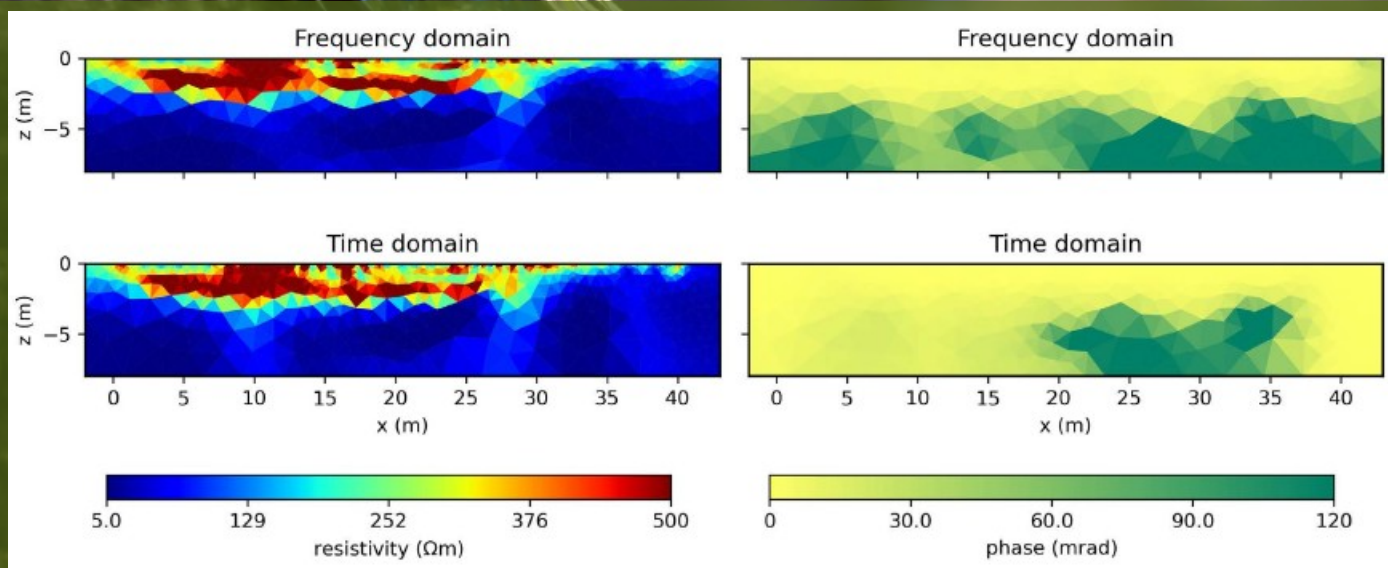 Frequency domain
0
−5
z (m)
Frequency domain
Time domain
0
−5
z (m)
0 5 10 15 20 25 30 35 40
x (m)
Time domain
0 5 10 15 20 25 30 35 40
x (m)
5.0 129 252 376 500
resistivity (Ωm)
0 30.0 60.0 90.0 120
phase (mrad)